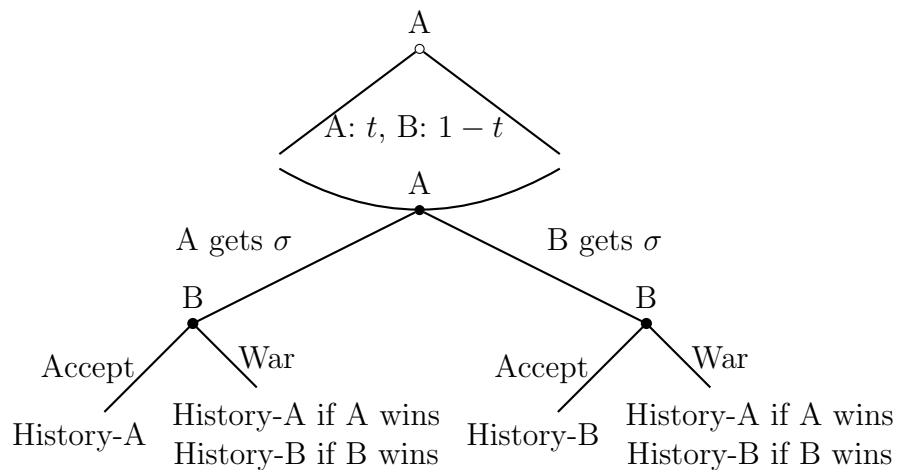 A
A: t, B: 1 − t
A
A gets σ
B gets σ
B
B
Accept
War
Accept
War
History-A
History-A if A wins
History-B if B wins
History-B
History-A if A wins
History-B if B wins